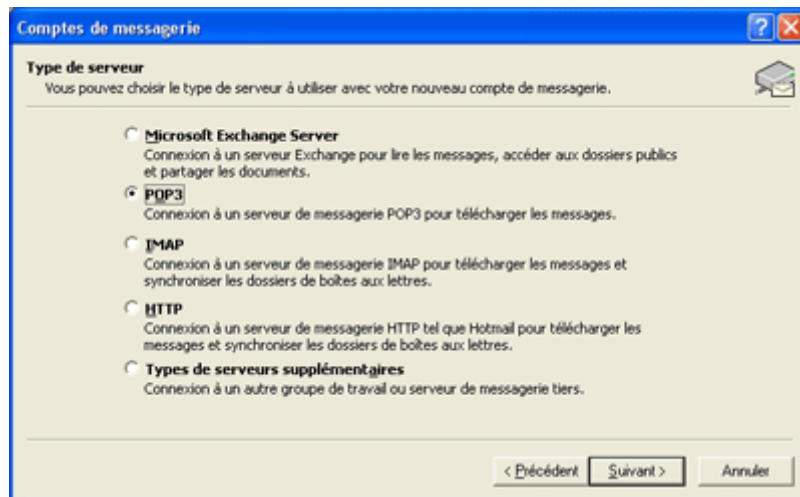 Comptes de messagerie
Type de serveur
Vous pouvez choisir le type de serveur à utiliser avec votre nouveau compte de messagerie.
Microsoft Exchange Server
Connexion à un serveur Exchange pour lire les messages, accéder aux dossiers publics
et partager les documents.
POP3
Connexion à un serveur de messagerie POP3 pour télécharger les messages.
IMAP
Connexion à un serveur de messagerie IMAP pour télécharger les messages et
synchroniser les dossiers de boîtes aux lettres.
HTTP
Connexion à un serveur de messagerie HTTP tel que Hotmail pour télécharger les
messages et synchroniser les dossiers de boîtes aux lettres.
Types de serveurs supplémentaires
Connexion à un autre groupe de travail ou serveur de messagerie tiers.
< Précédent Suivant > Annuler